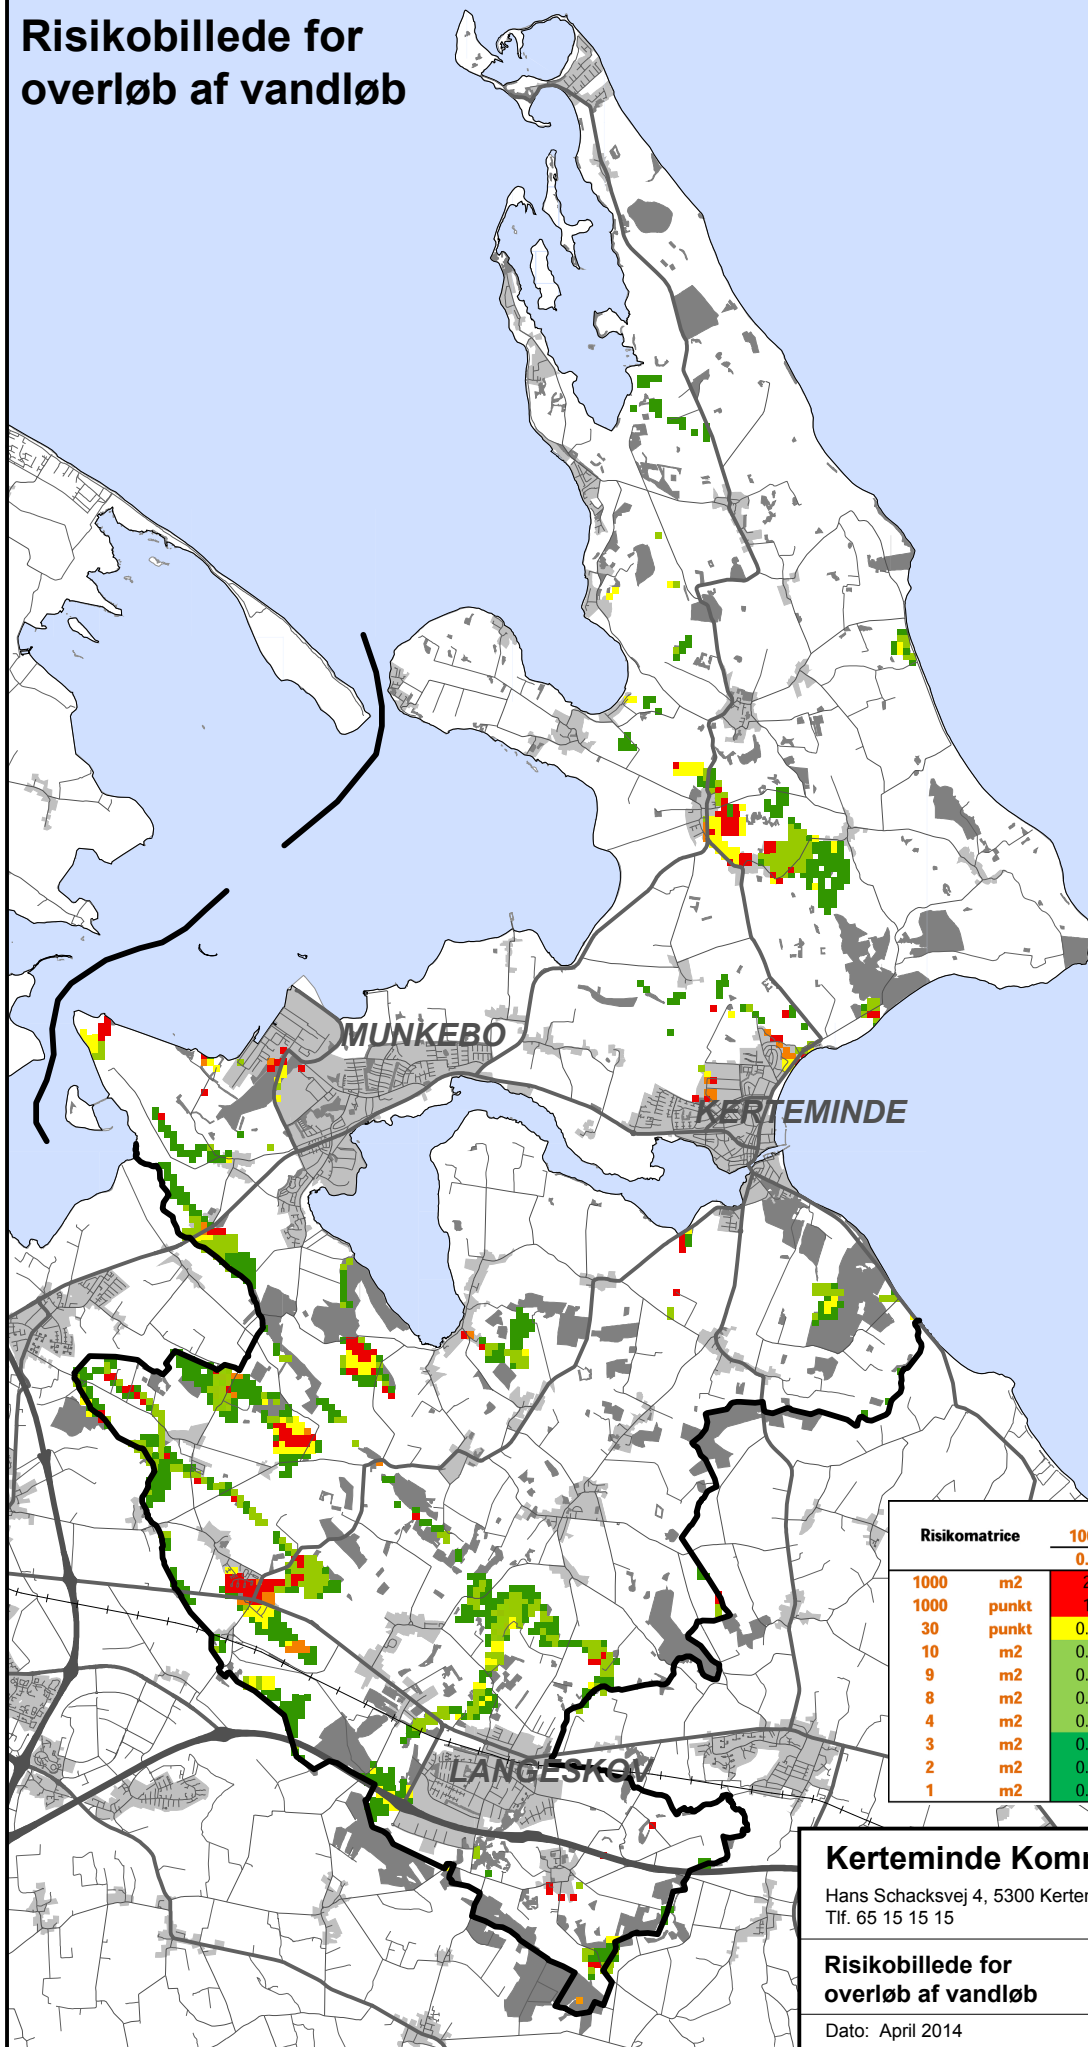 Risikobillede for
overløb af vandløb
MUNKEBO
KERTEMINDE
LANGESKOV
Risikomatrice
1000 m2
1000 punkt
30 punkt
10 m2
9 m2
8 m2
4 m2
3 m2
2 m2
1 m2
Kerteminde
Hans Schacksvej 4, 5300
Tlf. 65 15 15 15
Risikobillede for
overløb af vandløb
Dato: April 2014